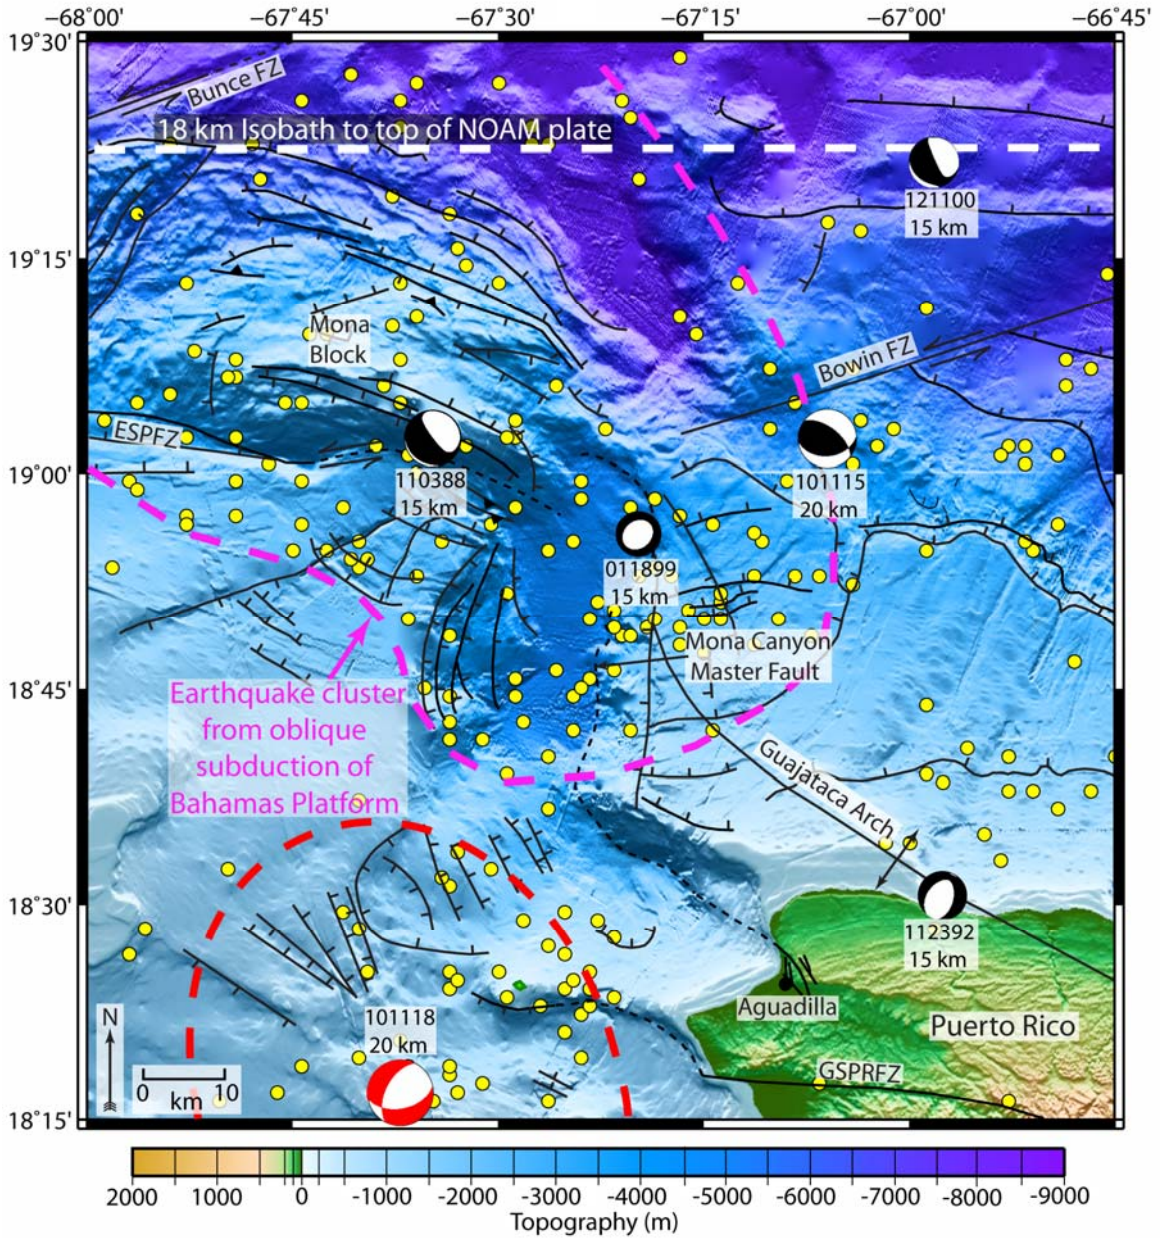 −68°00'
−67°45'
−67°30'
−67°15'
−67°00'
−66°45'
19°30'
Bunce FZ
18 km Isobath to top of NOAM plate
121100
15 km
19°15'
Mona
Block
Bowin FZ
ESPFZ
19°00'
110388
15 km
101115
20 km
011899
15 km
Mona Canyon
Master Fault
18°45'
Earthquake cluster
from oblique
subduction of
Bahamas Platform
Guajataca Arch
18°30'
112392
15 km
Aguadilla
Puerto Rico
N
101118
20 km
0
10
km
GSPRFZ
18°15'
2000
1000
0
-1000
-2000
-3000
-4000
-5000
-6000
-7000
-8000
-9000
Topography (m)